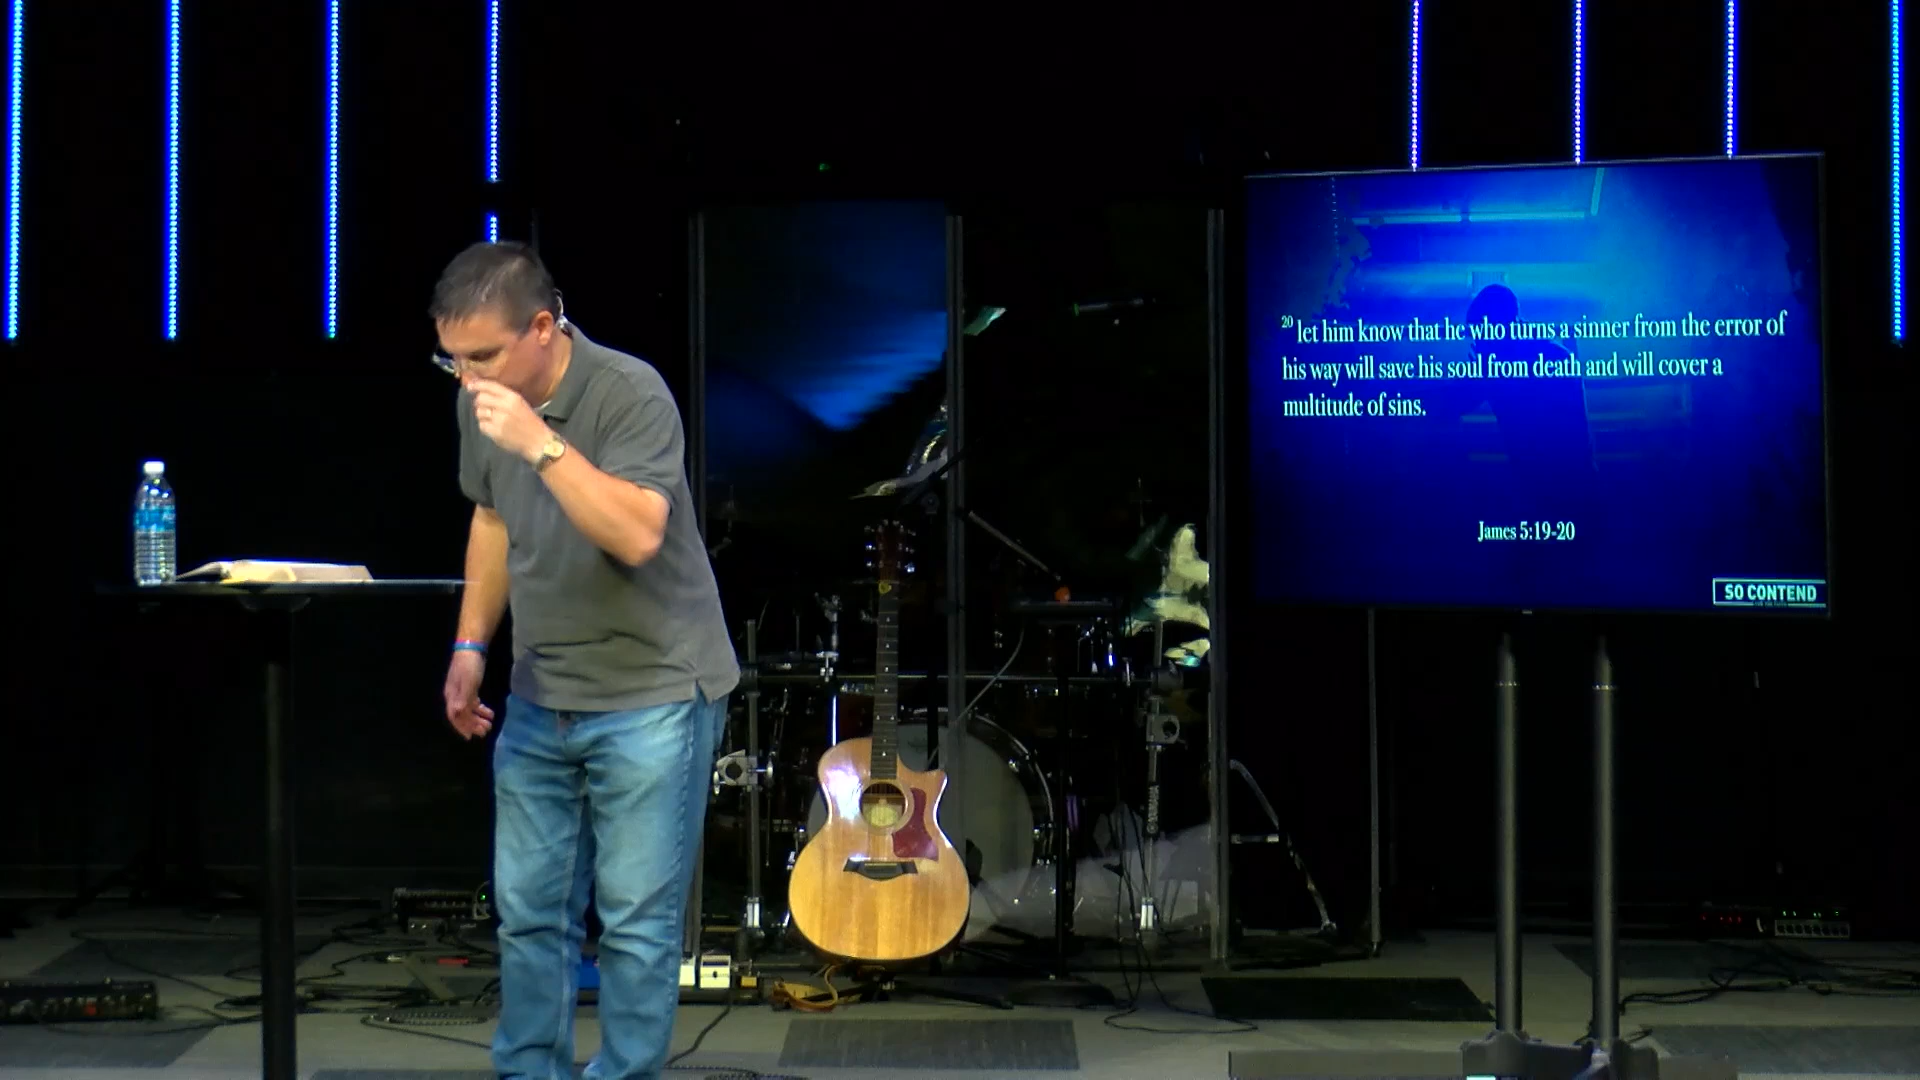 20 let him know that he who turns a sinner from the error of
his way will save his soul from death and will cover a
multitude of sins.
James 5:19-20
SO CONTEND
YAMAHA